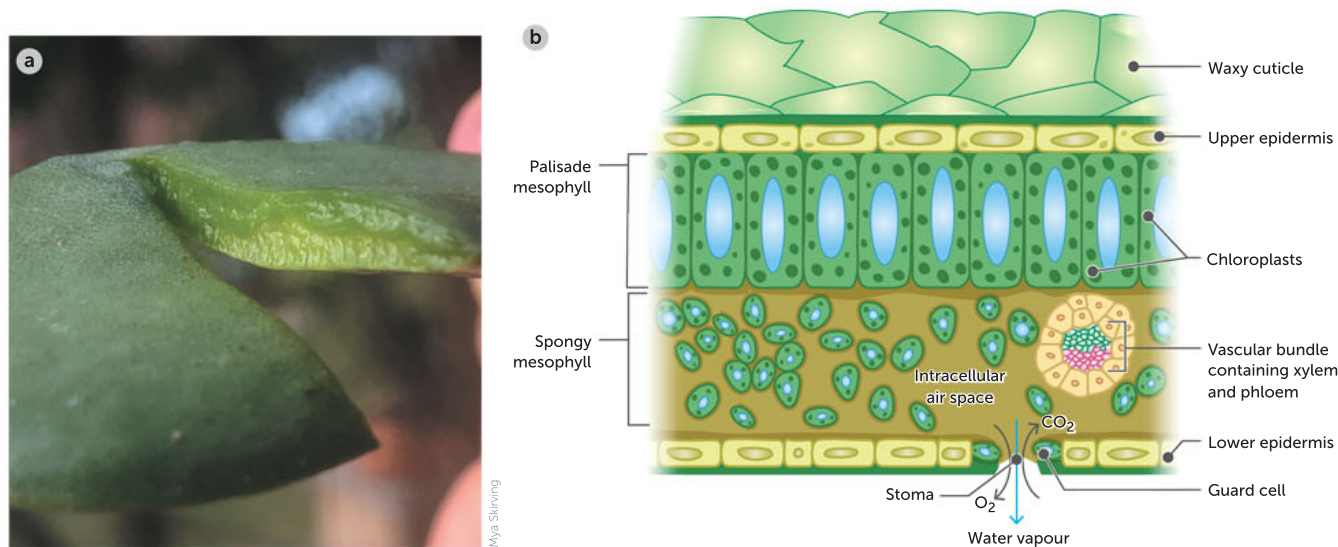 a
Mya Skirving
b
Waxy cuticle
Upper epidermis
Palisade
mesophyll
Chloroplasts
Spongy
mesophyll
Vascular bundle
containing xylem
and phloem
Intracellular
air space
CO₂
Lower epidermis
Stoma
O₂
Guard cell
Water vapour